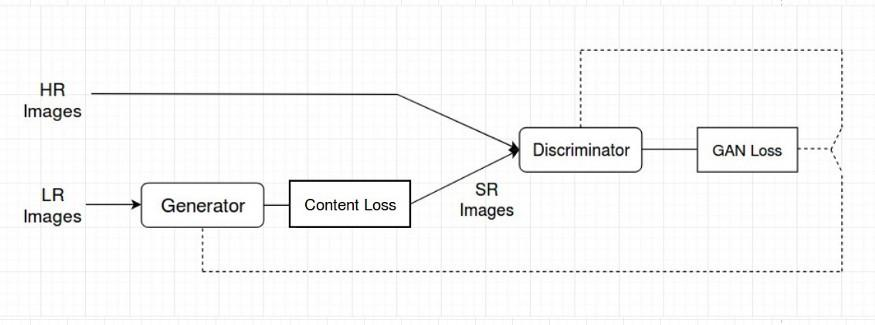 HR
Images
Discriminator
GAN Loss
LR
Images
Generator
Content Loss
SR
Images